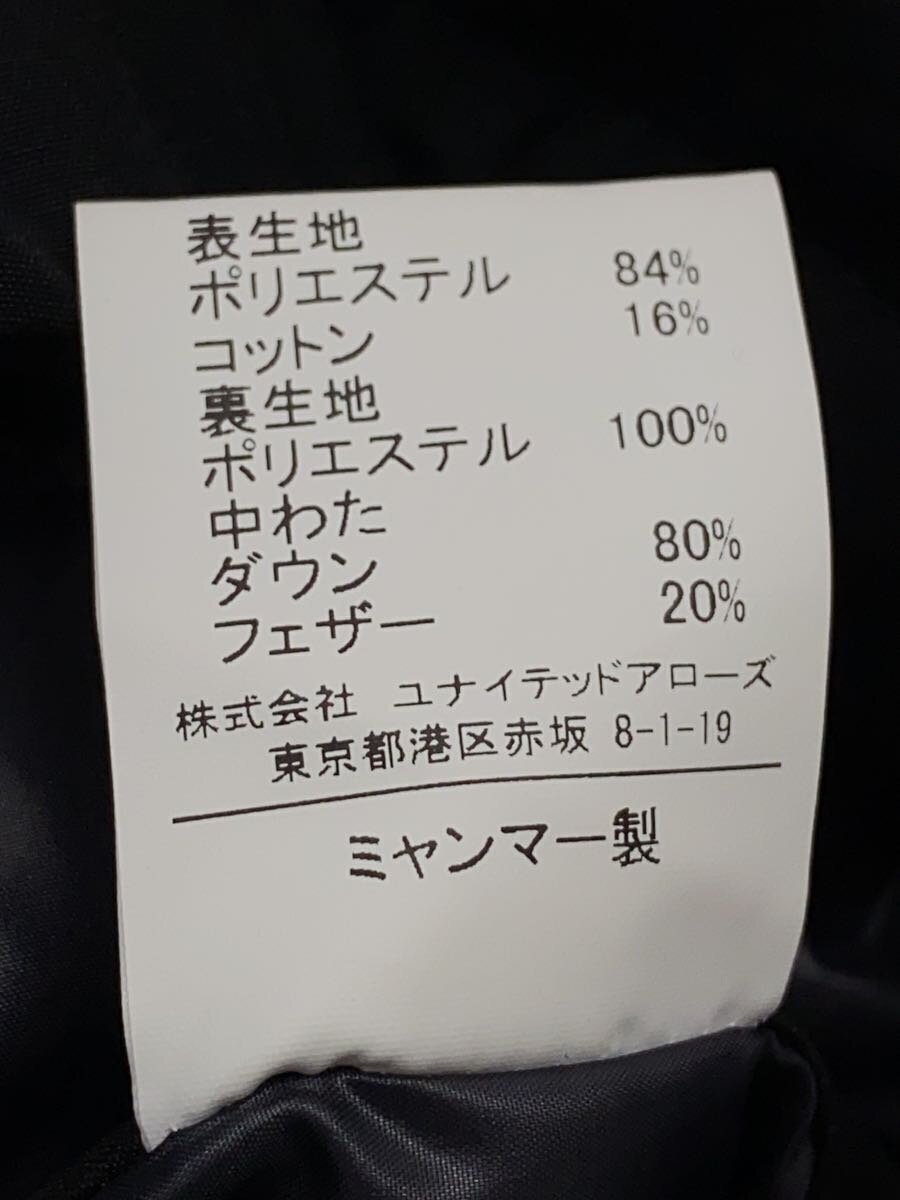 表生地
ポリエステル 84%
コットン 16%
裏生地
ポリエステル 100%
中わた
ダウン 80%
フェザー 20%
株式会社 ユナイテッドアローズ
東京都港区赤坂 8-1-19
ミャンマー製